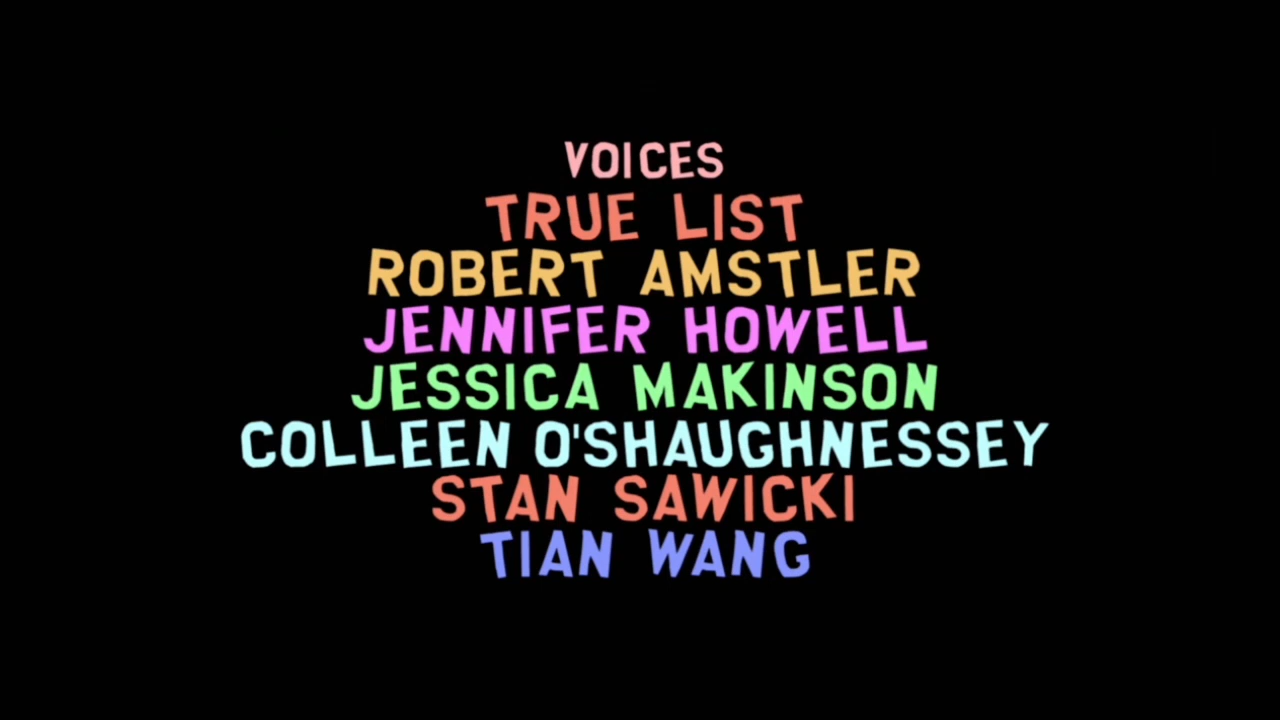 VOICES
TRUE LIST
ROBERT AMSTLER
JENNIFER HOWELL
JESSICA MAKINSON
COLLEEN O'SHAUGHNESSEY
STAN SAWICKI
TIAN WANG